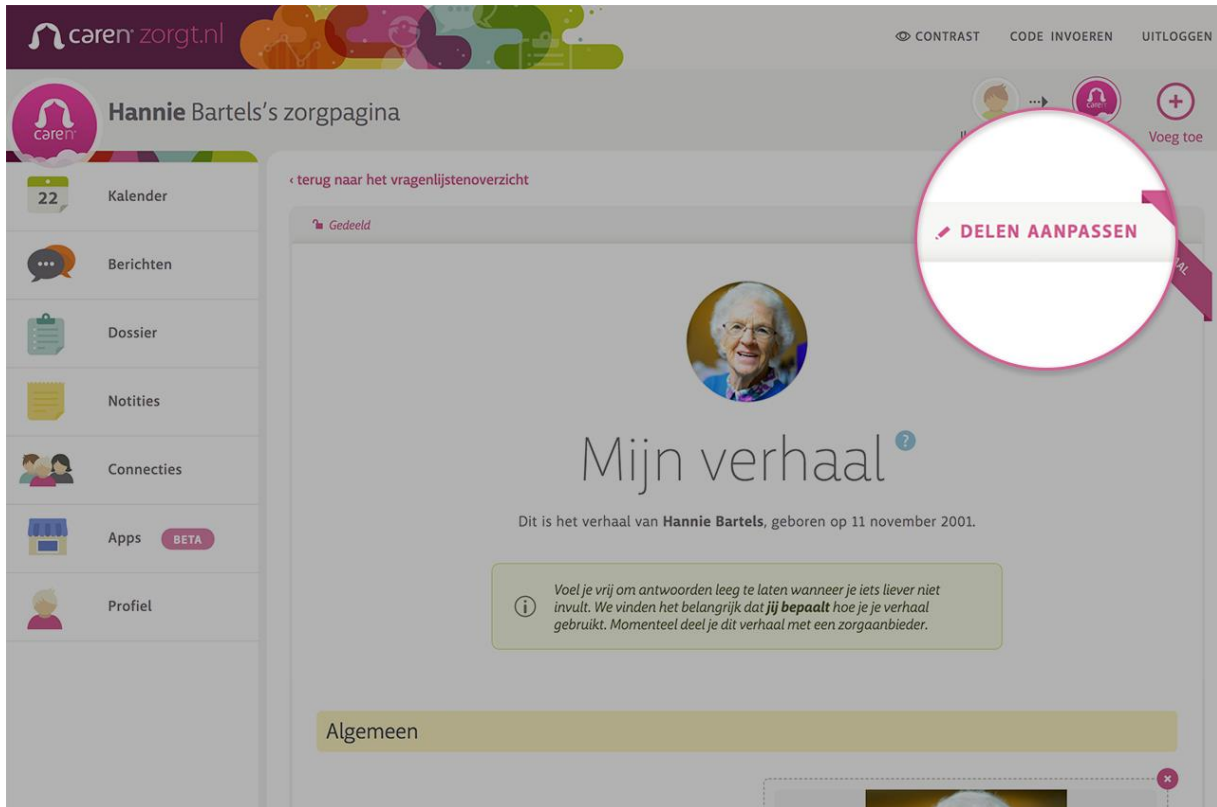 caren zorgt.nl
CONTRAST
CODE INVOEREN
UITLOGGEN
caren
Hannie Bartels's zorgpagina
caren
Voeg toe
22
Kalender
Berichten
Dossier
Notities
Connecties
Apps BETA
Profiel
‹ terug naar het vragenlijstenoverzicht
Gedeeld
DELEN AANPASSEN
Mijn verhaal ?
Dit is het verhaal van Hannie Bartels, geboren op 11 november 2001.
Voel je vrij om antwoorden leeg te laten wanneer je iets liever niet
invult. We vinden het belangrijk dat jij bepaalt hoe je je verhaal
gebruikt. Momenteel deel je dit verhaal met een zorgaanbieder.
Algemeen